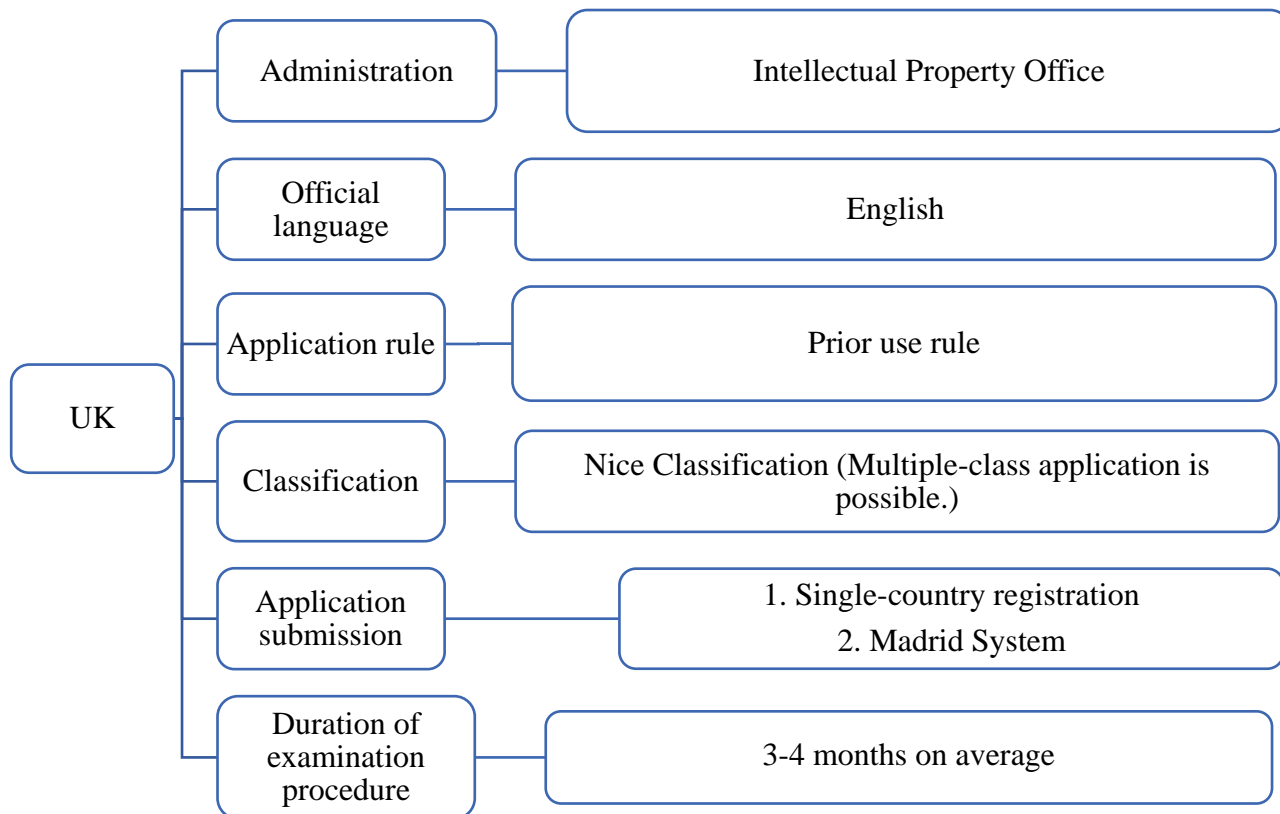 UK
Administration
Intellectual Property Office
Official
language
English
Application rule
Prior use rule
Classification
Nice Classification (Multiple-class application is
possible.)
Application
submission
1. Single-country registration
2. Madrid System
Duration of
examination
procedure
3-4 months on average